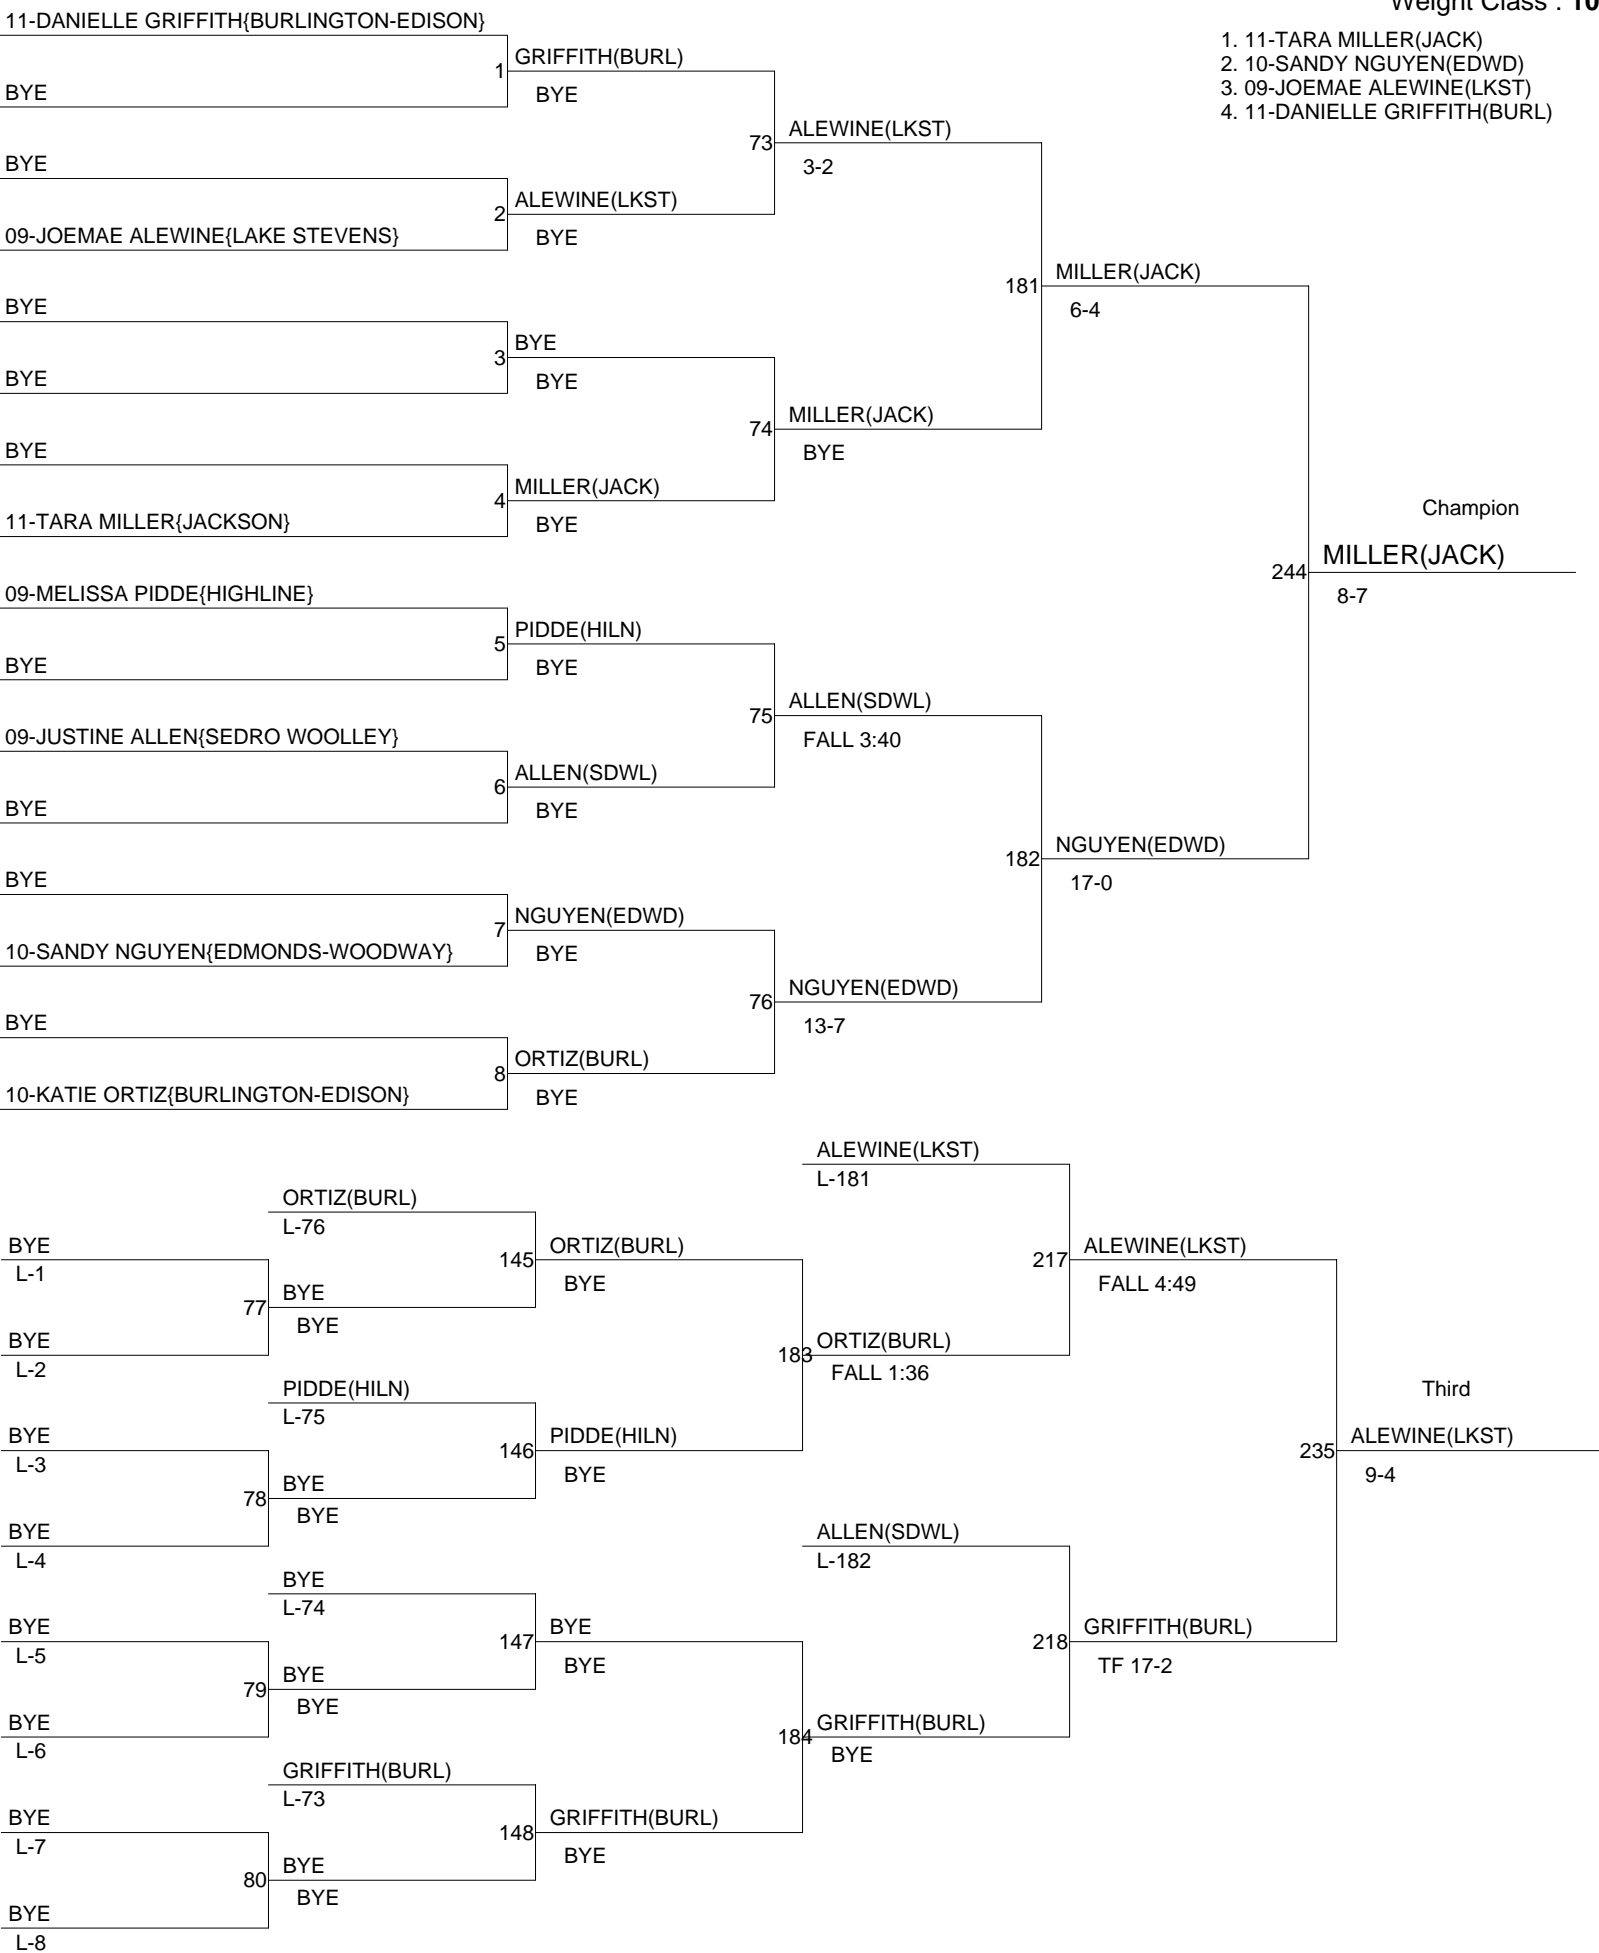 Weight Class : 10
1. 11-TARA MILLER(JACK)
2. 10-SANDY NGUYEN(EDWD)
3. 09-JOEMAE ALEWINE(LKST)
4. 11-DANIELLE GRIFFITH(BURL)
11-DANIELLE GRIFFITH{BURLINGTON-EDISON}
1 GRIFFITH(BURL)
BYE
BYE
73 ALEWINE(LKST)
3-2
BYE
2 ALEWINE(LKST)
BYE
09-JOEMAE ALEWINE{LAKE STEVENS}
181 MILLER(JACK)
6-4
BYE
3 BYE
BYE
BYE
74 MILLER(JACK)
BYE
BYE
4 MILLER(JACK)
BYE
11-TARA MILLER{JACKSON}
Champion
244 MILLER(JACK)
8-7
09-MELISSA PIDDE{HIGHLINE}
5 PIDDE(HILN)
BYE
BYE
75 ALLEN(SDWL)
FALL 3:40
09-JUSTINE ALLEN{SEDRO WOOLLEY}
6 ALLEN(SDWL)
BYE
BYE
182 NGUYEN(EDWD)
17-0
BYE
7 NGUYEN(EDWD)
BYE
10-SANDY NGUYEN{EDMONDS-WOODWAY}
76 NGUYEN(EDWD)
13-7
BYE
8 ORTIZ(BURL)
BYE
10-KATIE ORTIZ{BURLINGTON-EDISON}
ALEWINE(LKST)
L-181
ORTIZ(BURL)
L-76
BYE
L-1
145 ORTIZ(BURL)
BYE
217 ALEWINE(LKST)
FALL 4:49
77 BYE
BYE
BYE
L-2
183 ORTIZ(BURL)
FALL 1:36
PIDDE(HILN)
L-75
Third
BYE
L-3
146 PIDDE(HILN)
BYE
235 ALEWINE(LKST)
9-4
78 BYE
BYE
BYE
L-4
ALLEN(SDWL)
L-182
BYE
L-74
BYE
L-5
147 BYE
BYE
218 GRIFFITH(BURL)
TF 17-2
79 BYE
BYE
BYE
L-6
184 GRIFFITH(BURL)
BYE
GRIFFITH(BURL)
L-73
BYE
L-7
148 GRIFFITH(BURL)
BYE
80 BYE
BYE
BYE
L-8